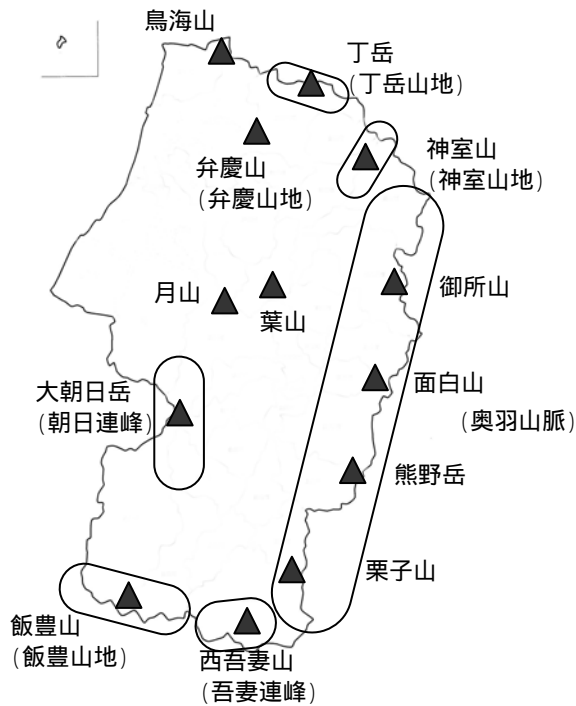 鳥海山
丁岳
(丁岳山地)
神室山
(神室山地)
弁慶山
(弁慶山地)
御所山
月山
葉山
面白山
大朝日岳
(朝日連峰)
(奥羽山脈)
熊野岳
栗子山
飯豊山
(飯豊山地)
西吾妻山
(吾妻連峰)